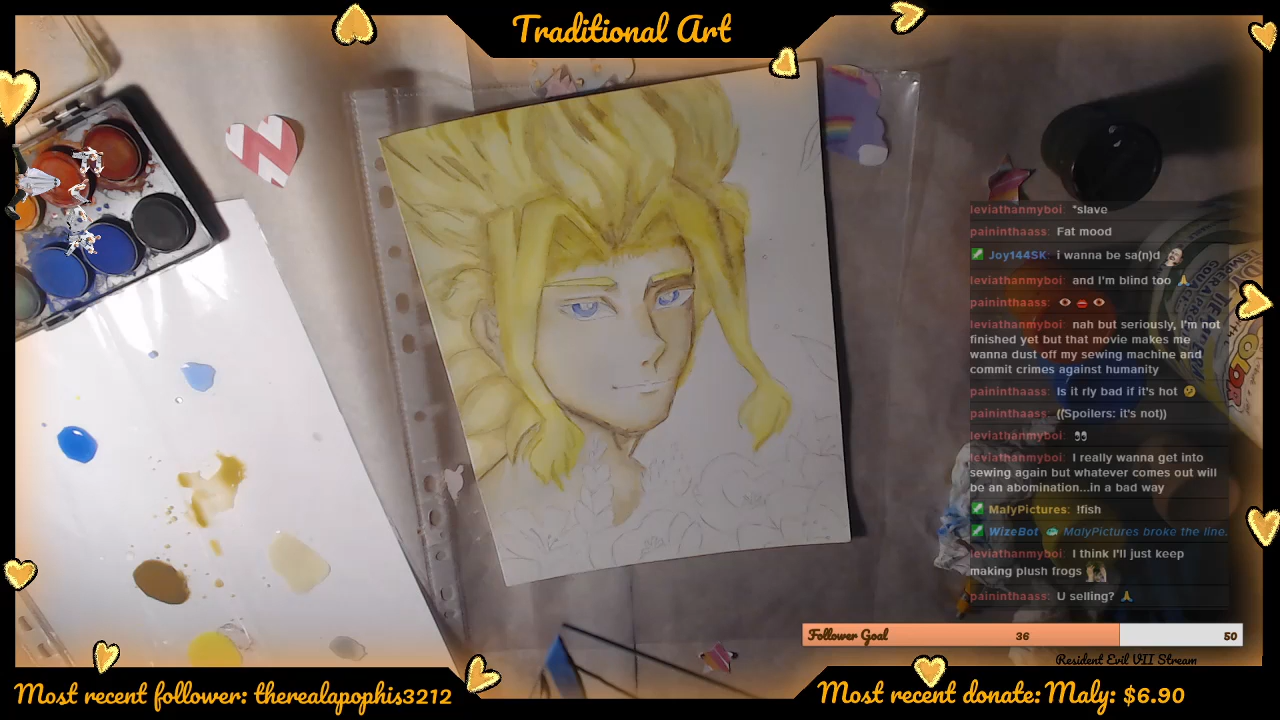 Traditional Art
leviathanmyboi: *slave
paininthaass: Fat mood
Joy144SK: i wanna be sa(n)d
leviathanmyboi: and I'm blind too 🙏
paininthaass: 👁 👄 👁
leviathanmyboi: nah but seriously, I'm not
finished yet but that movie makes me
wanna dust off my sewing machine and
commit crimes against humanity
paininthaass: Is it rly bad if it's hot 🤔
paininthaass: ((Spoilers: it's not))
leviathanmyboi: 👀
leviathanmyboi: I really wanna get into
sewing again but whatever comes out will
be an abomination...in a bad way
MalyPictures: !fish
WizeBot 🐟 MalyPictures broke the line.
leviathanmyboi: I think I'll just keep
making plush frogs
paininthaass: U selling? 🙏
Follower Goal 36 50
Resident Evil VII Stream
Most recent follower: therealapophis3212
Most recent donate: Maly: $6.90